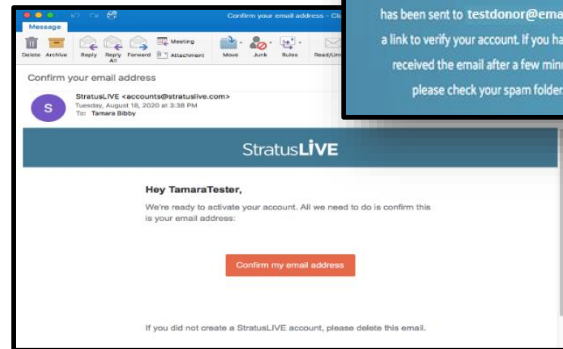 Confirm your email address - Cl
Message
Meeting
Attachment
Delete Archive Reply Reply All Forward Move Junk Rules Read/Un
Confirm your email address
S
StratusLIVE <accounts@stratuslive.com>
Tuesday, August 18, 2020 at 3:38 PM
To: Tamara Bibby
StratusLIVE
Hey TamaraTester,
We're ready to activate your account. All we need to do is confirm this
is your email address:
Confirm my email address
If you did not create a StratusLIVE account, please delete this email.
has been sent to testdonor@ema
a link to verify your account. If you ha
received the email after a few min
please check your spam folder